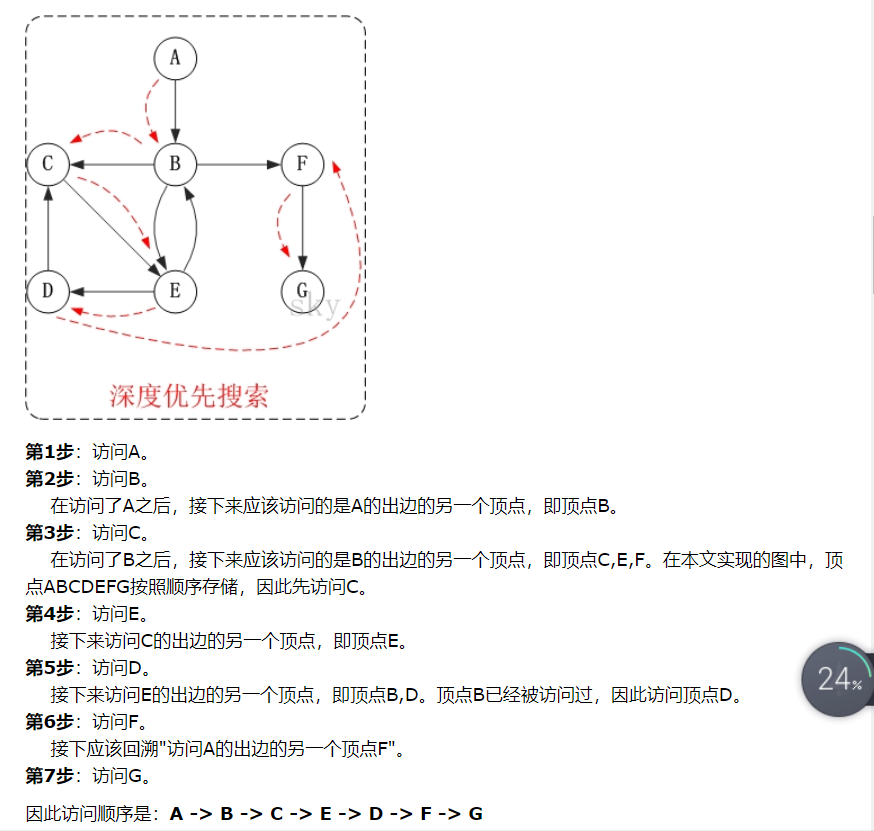 A
C
B
F
D
E
G
sky
深度优先搜索
第1步：访问A。
第2步：访问B。
在访问了A之后，接下来应该访问的是A的出边的另一个顶点，即顶点B。
第3步：访问C。
在访问了B之后，接下来应该访问的是B的出边的另一个顶点，即顶点C,E,F。在本文实现的图中，顶
点ABCDEFG按照顺序存储，因此先访问C。
第4步：访问E。
接下来访问C的出边的另一个顶点，即顶点E。
第5步：访问D。
接下来访问E的出边的另一个顶点，即顶点B,D。顶点B已经被访问过，因此访问顶点D。
第6步：访问F。
接下应该回溯"访问A的出边的另一个顶点F"。
第7步：访问G。
因此访问顺序是：A -> B -> C -> E -> D -> F -> G
24%